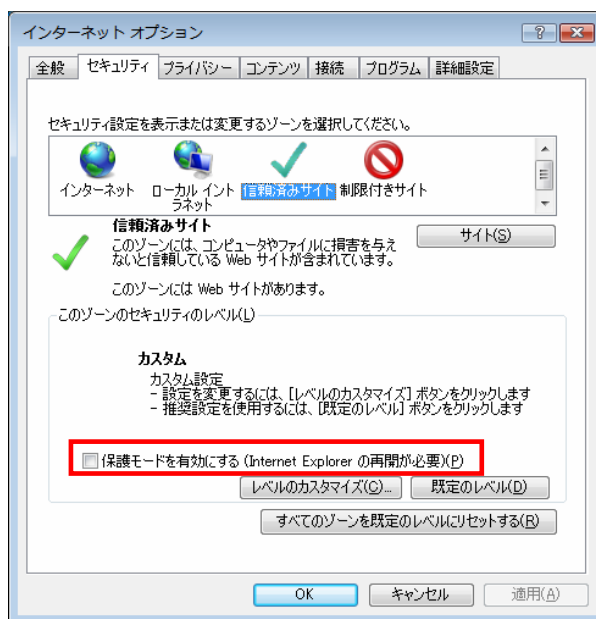 インターネット オプション
全般 セキュリティ プライバシー コンテンツ 接続 プログラム 詳細設定
セキュリティ設定を表示または変更するゾーンを選択してください。
インターネット ローカル イント 信頼済みサイト 制限付きサイト
ラネット
信頼済みサイト
サイト(S)
このゾーンには、コンピュータやファイルに損害を与え
ないと信頼している Web サイトが含まれています。
このゾーンには Web サイトがあります。
このゾーンのセキュリティのレベル(L)
カスタム
カスタム設定
- 設定を変更するには、[レベルのカスタマイズ] ボタンをクリックします
- 推奨設定を使用するには、[既定のレベル] ボタンをクリックします
保護モードを有効にする (Internet Explorer の再開が必要)(P)
レベルのカスタマイズ(C)... 既定のレベル(D)
すべてのゾーンを既定のレベルにリセットする(R)
OK キャンセル 適用(A)